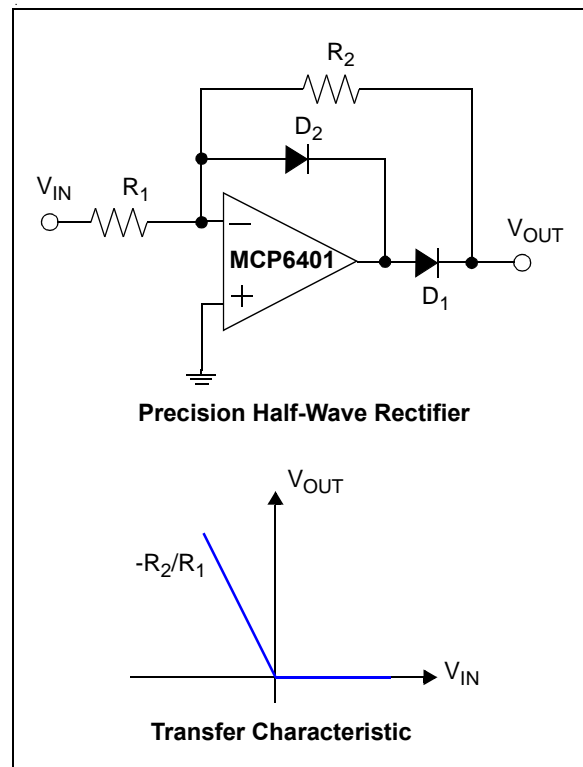 R2
D2
VIN
R1
VOUT
−
MCP6401
+
D1
Precision Half-Wave Rectifier
VOUT
-R2/R1
VIN
Transfer Characteristic